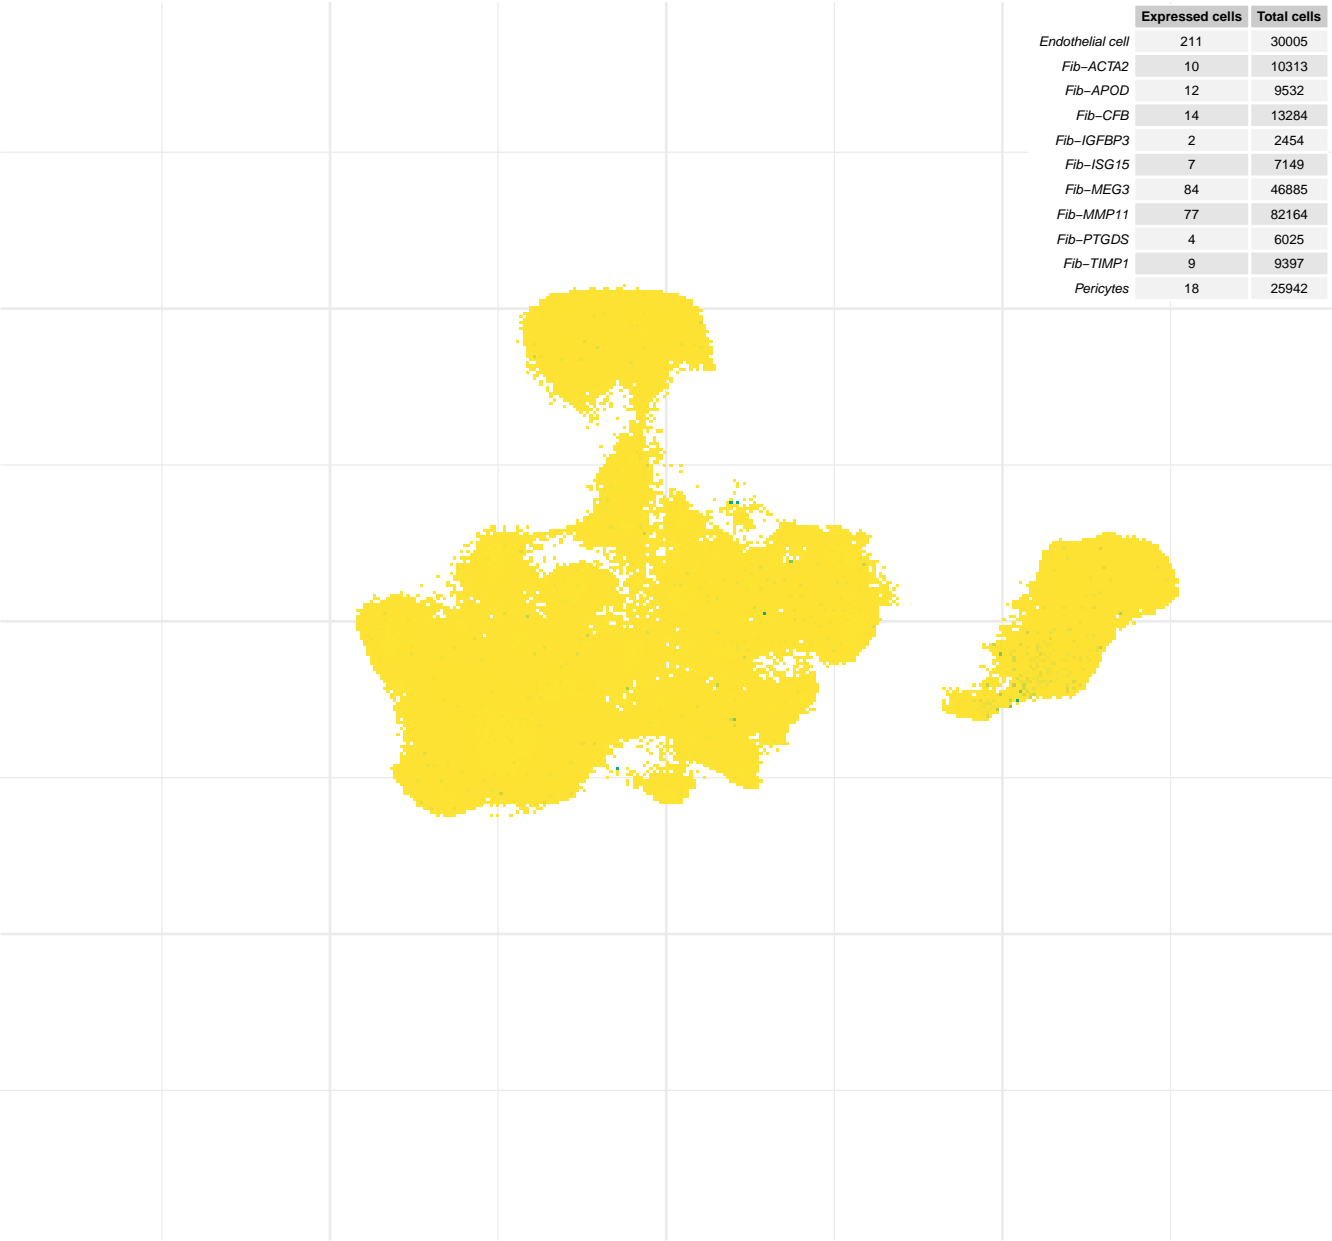 Expressed cells Total cells
Endothelial cell 211 30005
Fib−ACTA2 10 10313
Fib−APOD 12 9532
Fib−CFB 14 13284
Fib−IGFBP3 2 2454
Fib−ISG15 7 7149
Fib−MEG3 84 46885
Fib−MMP11 77 82164
Fib−PTGDS 4 6025
Fib−TIMP1 9 9397
Pericytes 18 25942